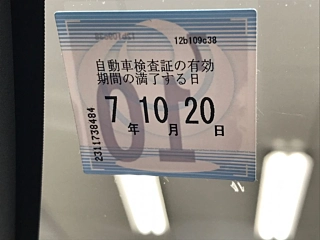 12b109c38
自動車検査証の有効
期間の満了する日
7 10 20
年 月 日
2311738484